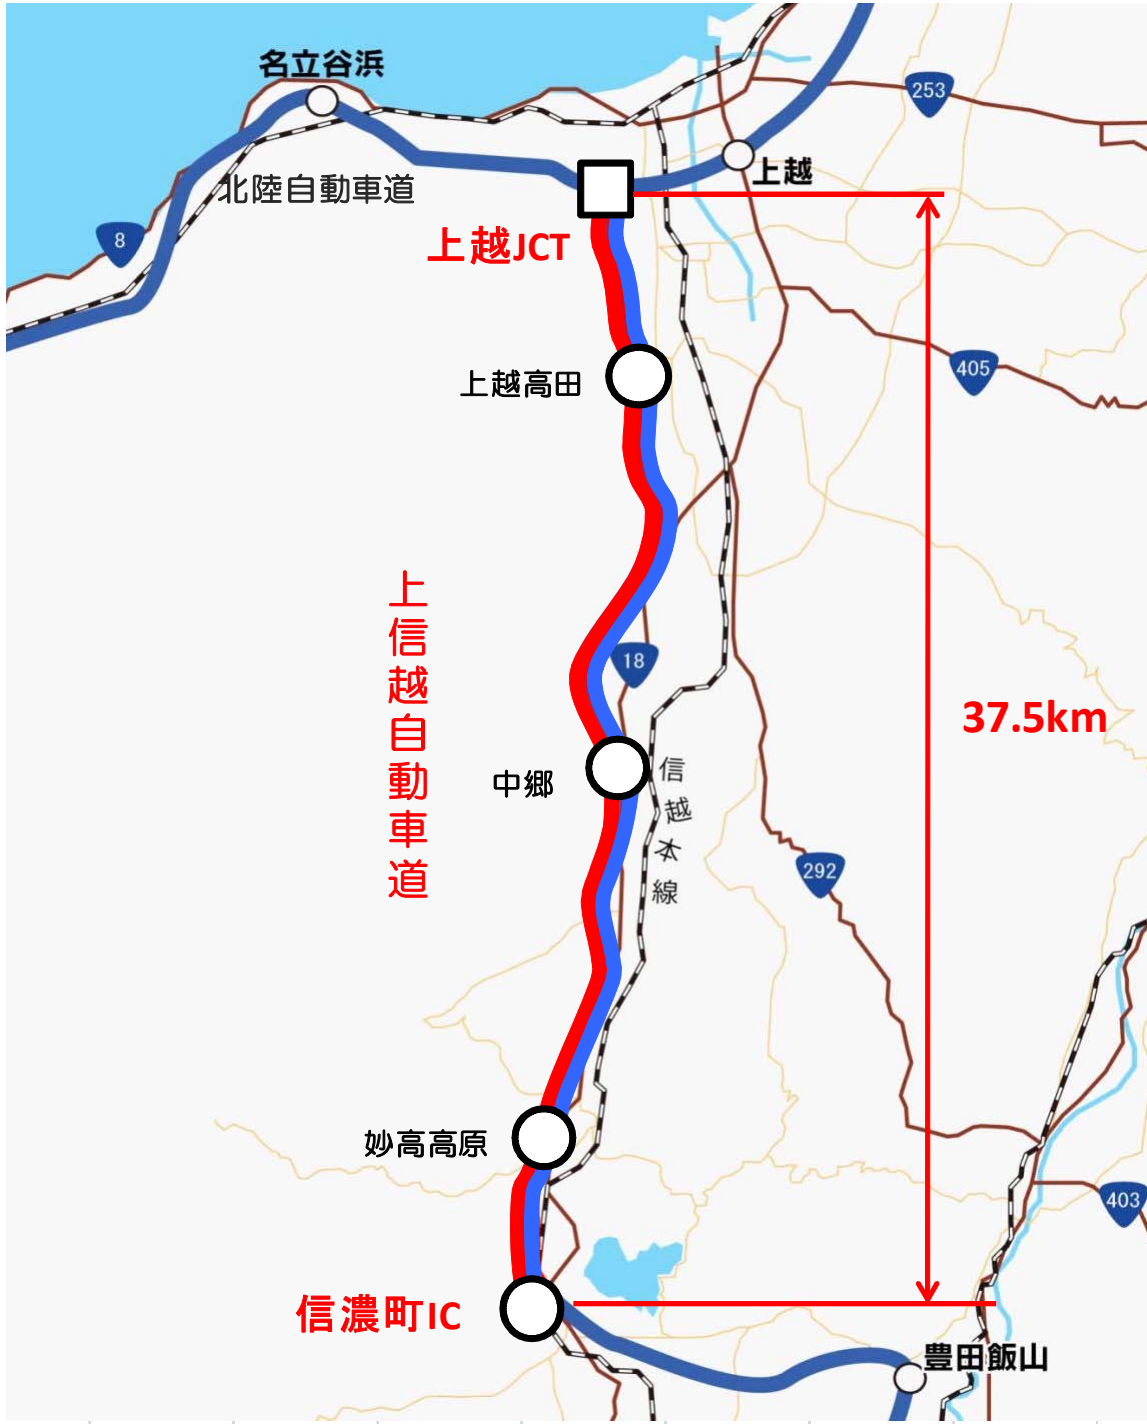 名立谷浜
253
上越
北陸自動車道
8
上越JCT
405
上越高田
上信越自動車道
18
37.5km
中郷
信越本線
292
妙高高原
403
信濃町IC
豊田飯山